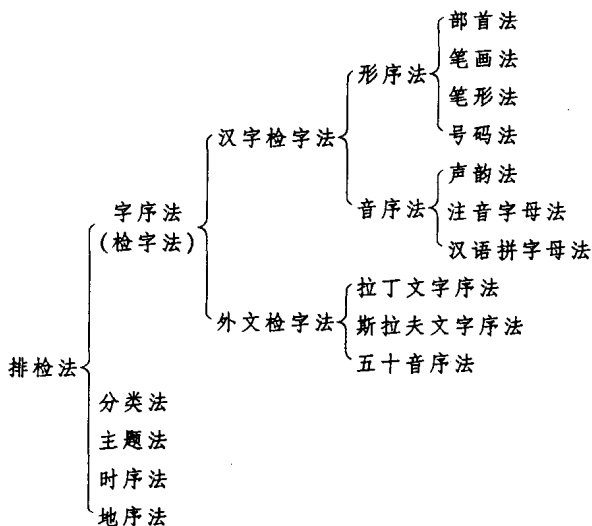 部首法
笔画法
形序法
笔形法
号码法
汉字检字法
声韵法
音序法
注音字母法
字序法
(检字法)
汉语拼字母法
拉丁文字序法
外文检字法
斯拉夫文字序法
五十音序法
排检法
分类法
主题法
时序法
地序法